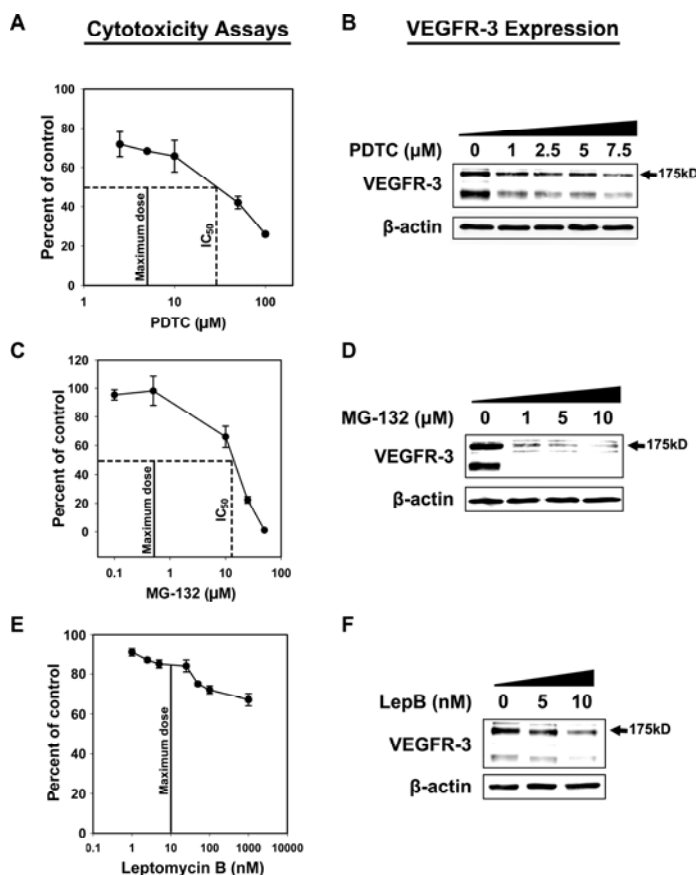 A Cytotoxicity Assays
B VEGFR-3 Expression
Percent of control
100
80
60
40
20
0
Maximum dose
IC50
1 10 100
PDTC (µM)
PDTC (µM) 0 1 2.5 5 7.5
VEGFR-3
175kD
β-actin
C
Percent of control
120
100
80
60
40
20
0
Maximum dose
IC50
0.1 1 10 100
MG-132 (µM)
D
MG-132 (µM) 0 1 5 10
VEGFR-3
175kD
β-actin
E
Percent of control
100
80
60
40
20
0
Maximum dose
0.1 1 10 100 1000 10000
Leptomycin B (nM)
F
LepB (nM) 0 5 10
VEGFR-3
175kD
β-actin